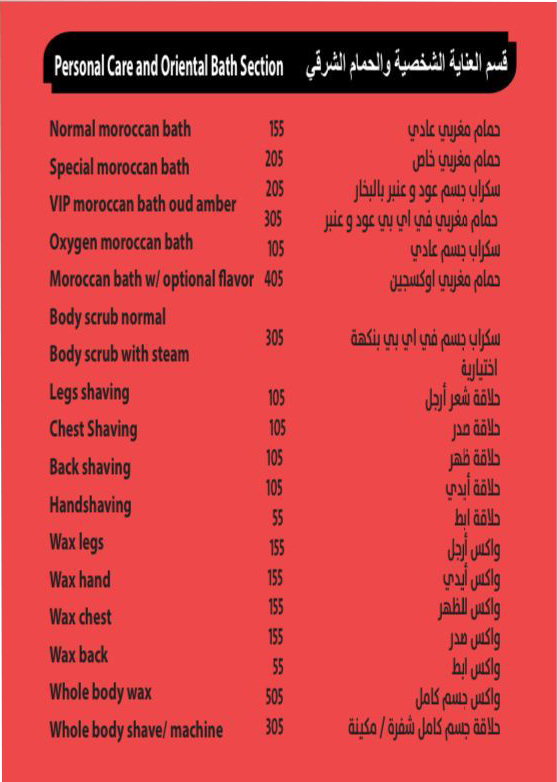 Personal Care and Oriental Bath Section قسم العناية الشخصية والحمام الشرقي
Normal moroccan bath 155 حمام مغربي عادي
Special moroccan bath 205 حمام مغربي خاص
VIP moroccan bath oud amber 205 سكراب جسم عود و عنبر بالبخار
Oxygen moroccan bath 305 حمام مغربي في اي بي عود و عنبر
Moroccan bath w/ optional flavor 105 سكراب جسم عادي
405 حمام مغربي اوكسجين
Body scrub normal
Body scrub with steam 305 سكراب جسم في اي بي بنكهة
اختيارية
Legs shaving 105 حلاقة شعر أرجل
Chest Shaving 105 حلاقة صدر
Back shaving 105 حلاقة ظهر
Handshaving 105 حلاقة أيدي
55 حلاقة ابط
Wax legs 155 واكس أرجل
Wax hand 155 واكس أيدي
Wax chest 155 واكس للظهر
Wax back 155 واكس صدر
55 واكس ابط
Whole body wax 505 واكس جسم كامل
Whole body shave/ machine 305 حلاقة جسم كامل شفرة / مكينة